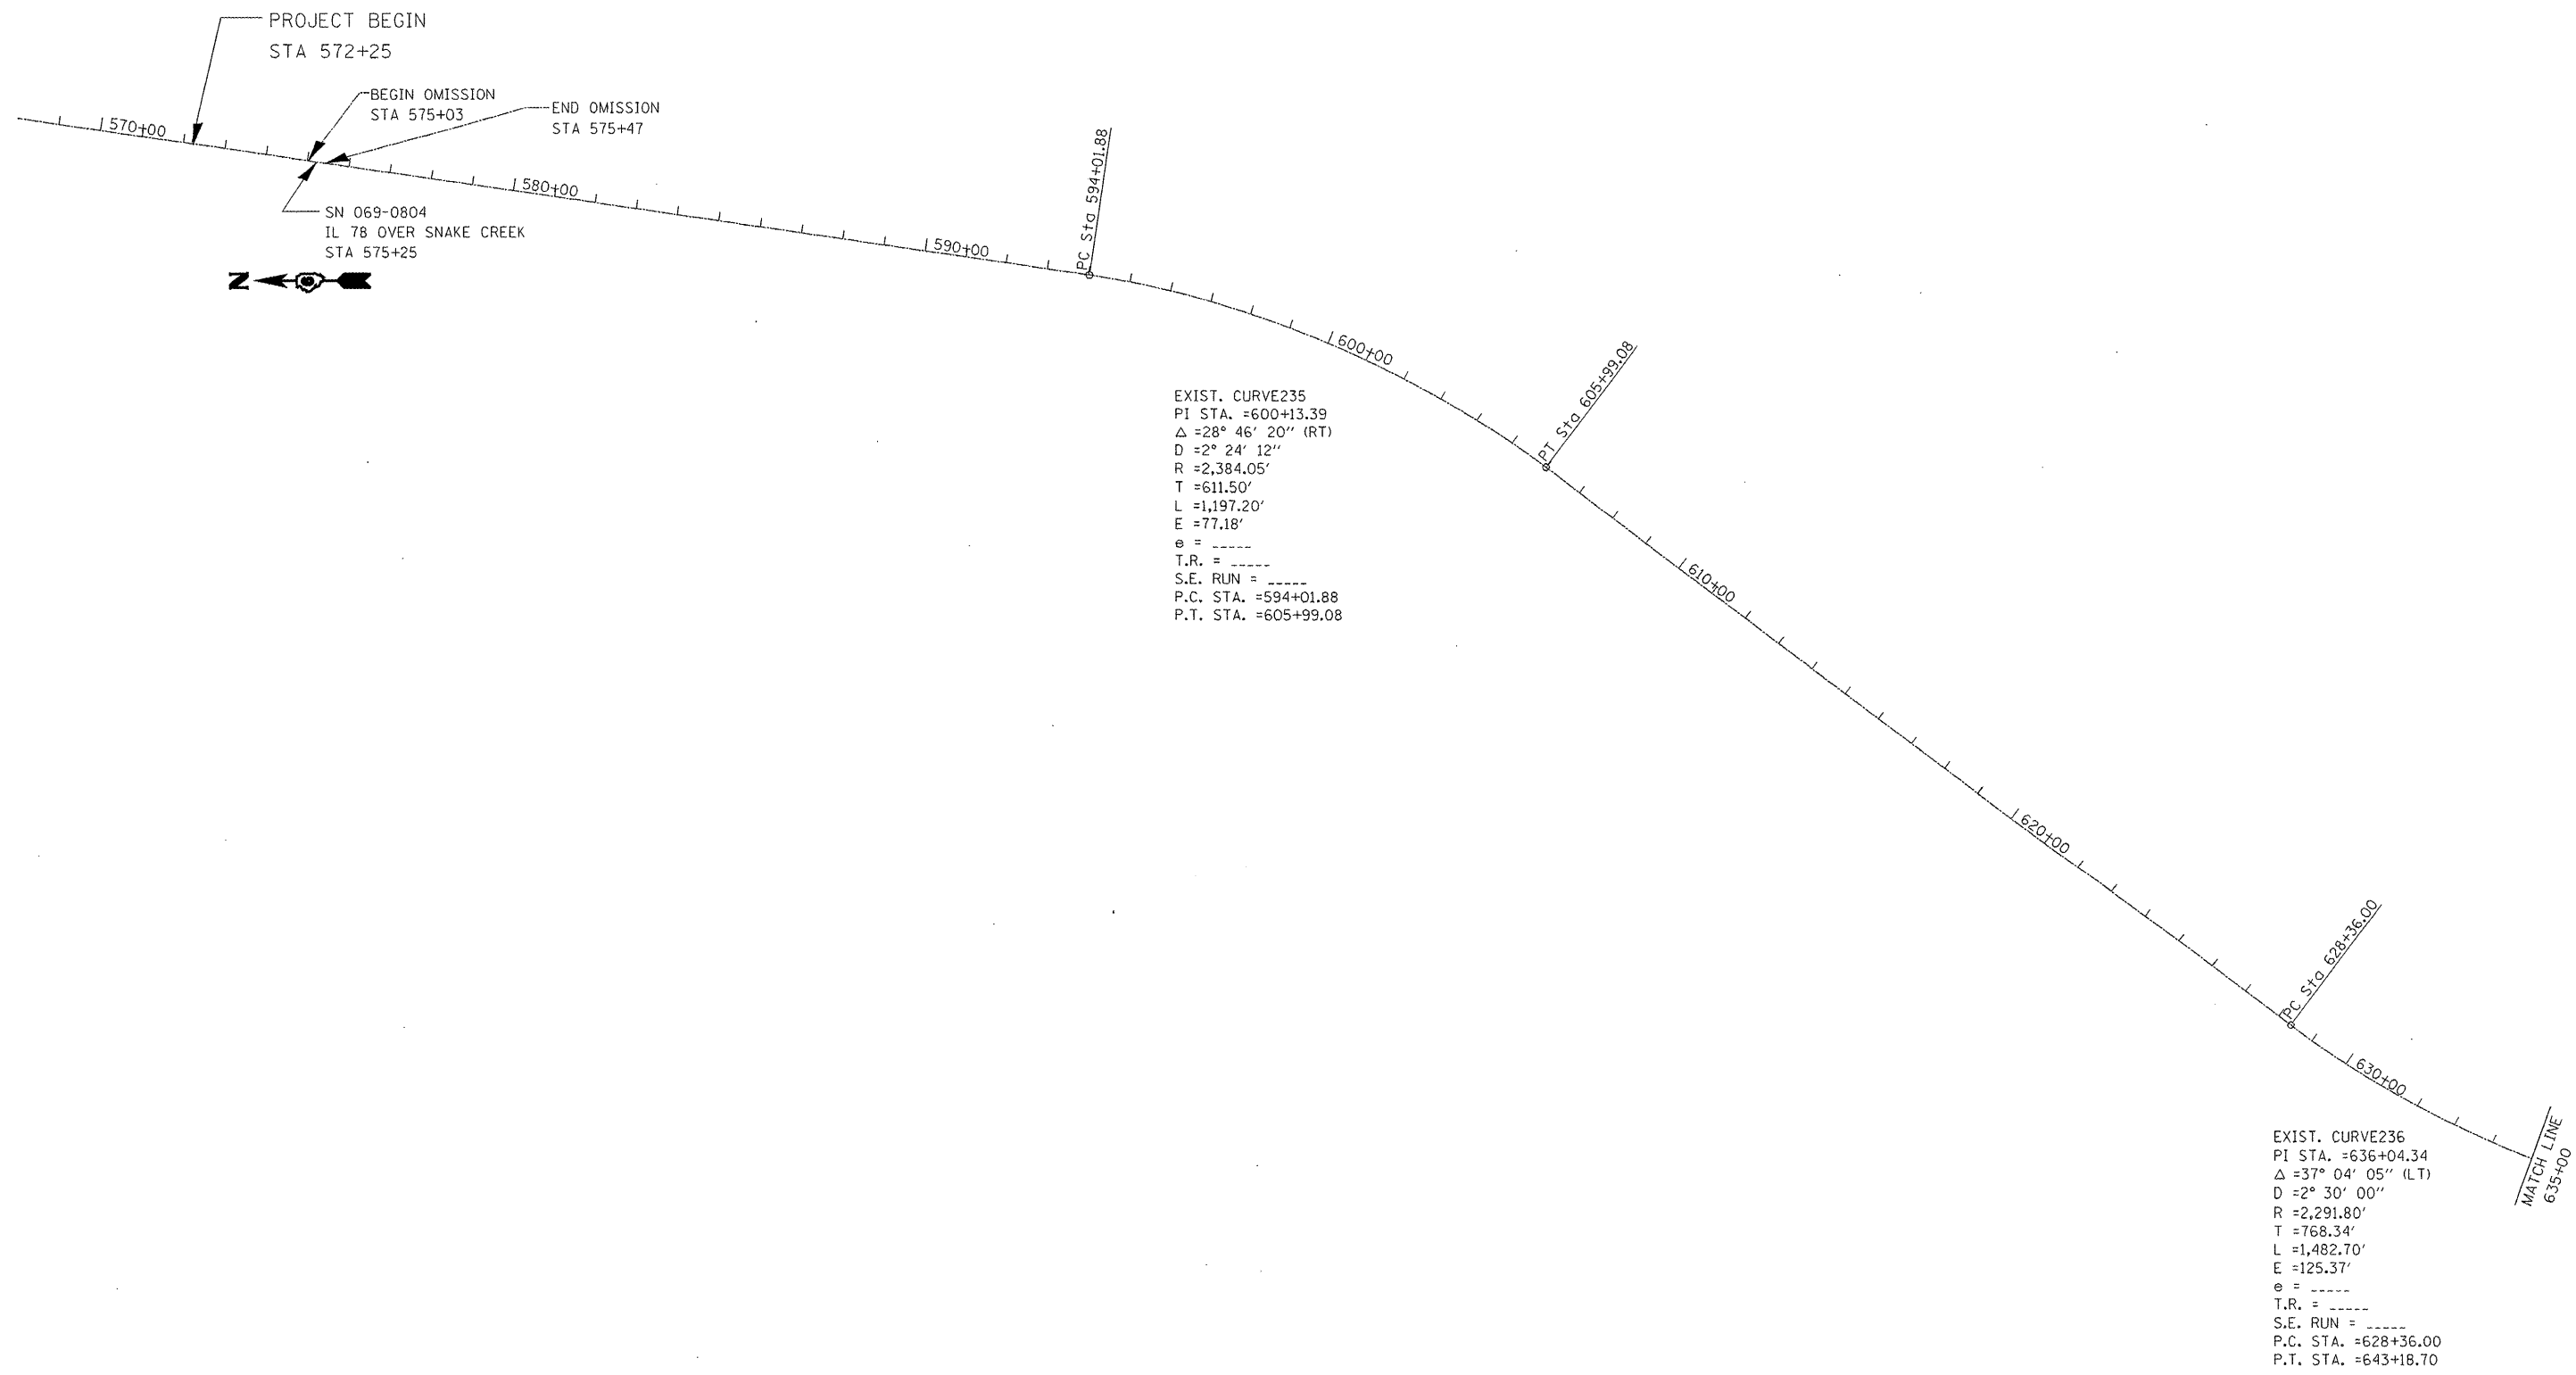 PROJECT BEGIN
STA 572+25
BEGIN OMISSION
STA 575+03
END OMISSION
STA 575+47
570+00
580+00
SN 069-0804
IL 78 OVER SNAKE CREEK
STA 575+25
N
590+00
PC Sta 594+01.88
600+00
PT Sta 605+99.08
EXIST. CURVE235
PI STA. =600+13.39
Δ =28° 46' 20" (RT)
D =2° 24' 12"
R =2,384.05'
T =611.50'
L =1,197.20'
E =77.18'
e = _____
T.R. = _____
S.E. RUN = _____
P.C. STA. =594+01.88
P.T. STA. =605+99.08
610+00
620+00
PC Sta 628+36.00
630+00
MATCH LINE
635+00
EXIST. CURVE236
PI STA. =636+04.34
Δ =37° 04' 05" (LT)
D =2° 30' 00"
R =2,291.80'
T =768.34'
L =1,482.70'
E =125.37'
e = _____
T.R. = _____
S.E. RUN = _____
P.C. STA. =628+36.00
P.T. STA. =643+18.70